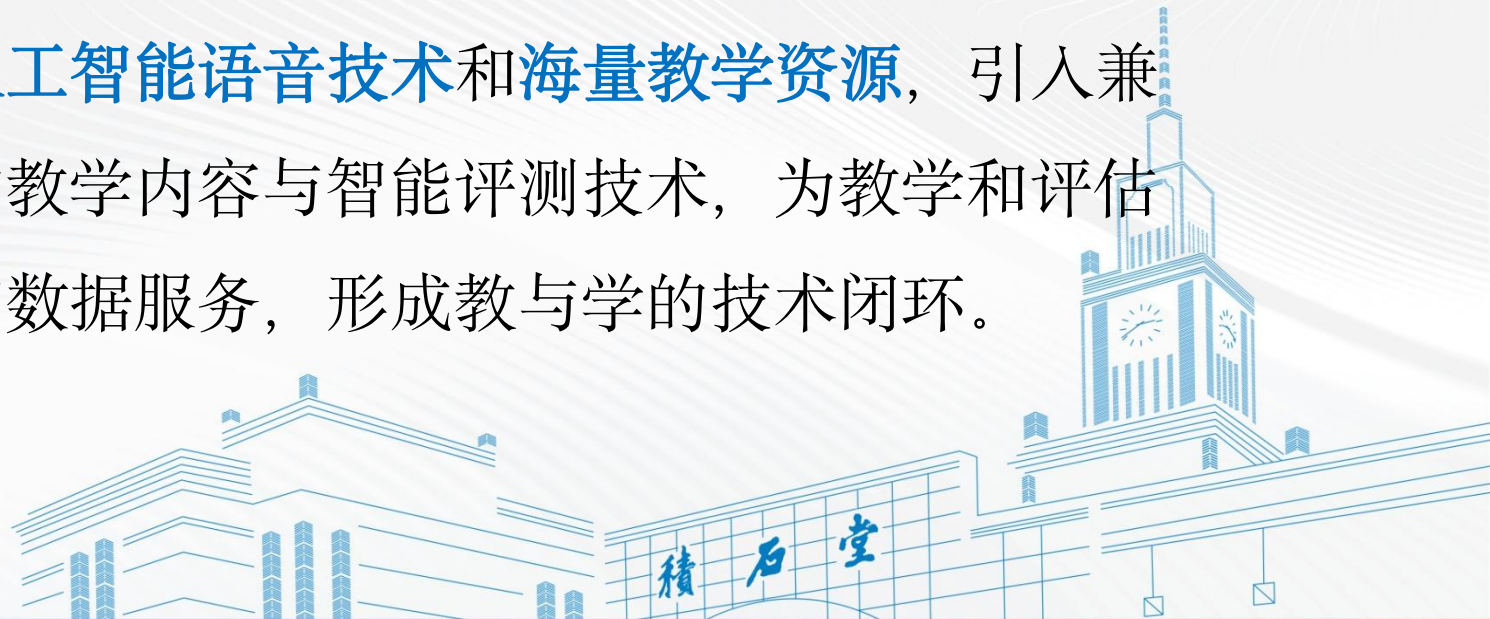 工智能语音技术和海量教学资源，引入兼
教学内容与智能评测技术，为教学和评估
数据服务，形成教与学的技术闭环。
積石堂